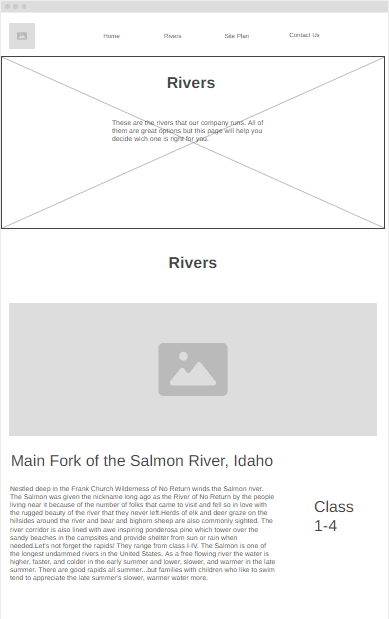 Home
Rivers
Site Plan
Contact Us
Rivers
These are the rivers that our company runs. All of
them are great options but this page will help you
decide wich one is right for you.
Rivers
Main Fork of the Salmon River, Idaho
Nestled deep in the Frank Church Wilderness of No Return winds the Salmon river.
The Salmon was given the nickname long ago as the River of No Return by the people
living near it because of the number of folks that came to visit and fell so in love with
the rugged beauty of the river that they never left.Herds of elk and deer graze on the
hillsides around the river and bear and bighorn sheep are also commonly sighted. The
river corridor is also lined with awe inspiring ponderosa pines which tower over the
sandy beaches in the campsites and provide shelter from sun or rain when
needed.Let's not forget the rapids! They range from class I-IV. The Salmon is one of
the longest undammed rivers in the United States. As a free flowing river the water is
higher, faster, and colder in the early summer and lower, slower, and warmer in the late
summer. There are good rapids all summer...but families with children who like to swim
tend to appreciate the late summer's slower, warmer water more.
Class
1-4